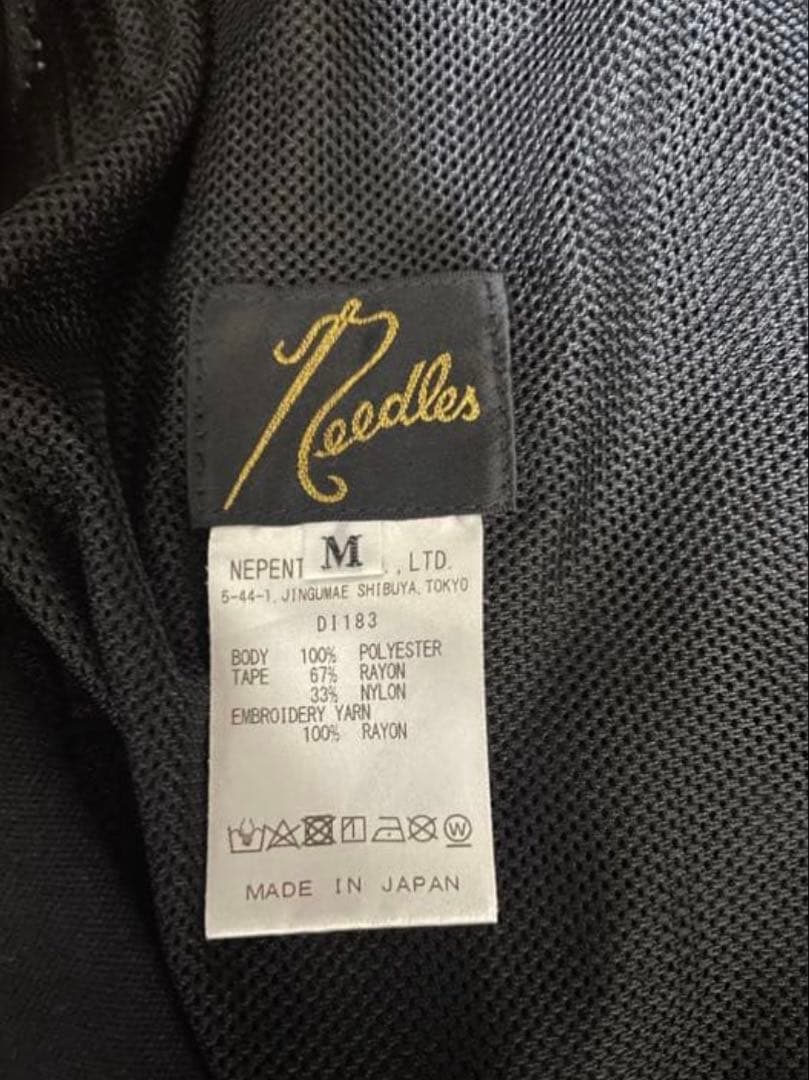 Needles
M
NEPENT , LTD.
5-44-1, JINGUMAE SHIBUYA, TOKYO
DI183
BODY 100% POLYESTER
TAPE 67% RAYON
33% NYLON
EMBROIDERY YARN
100% RAYON
W
MADE IN JAPAN